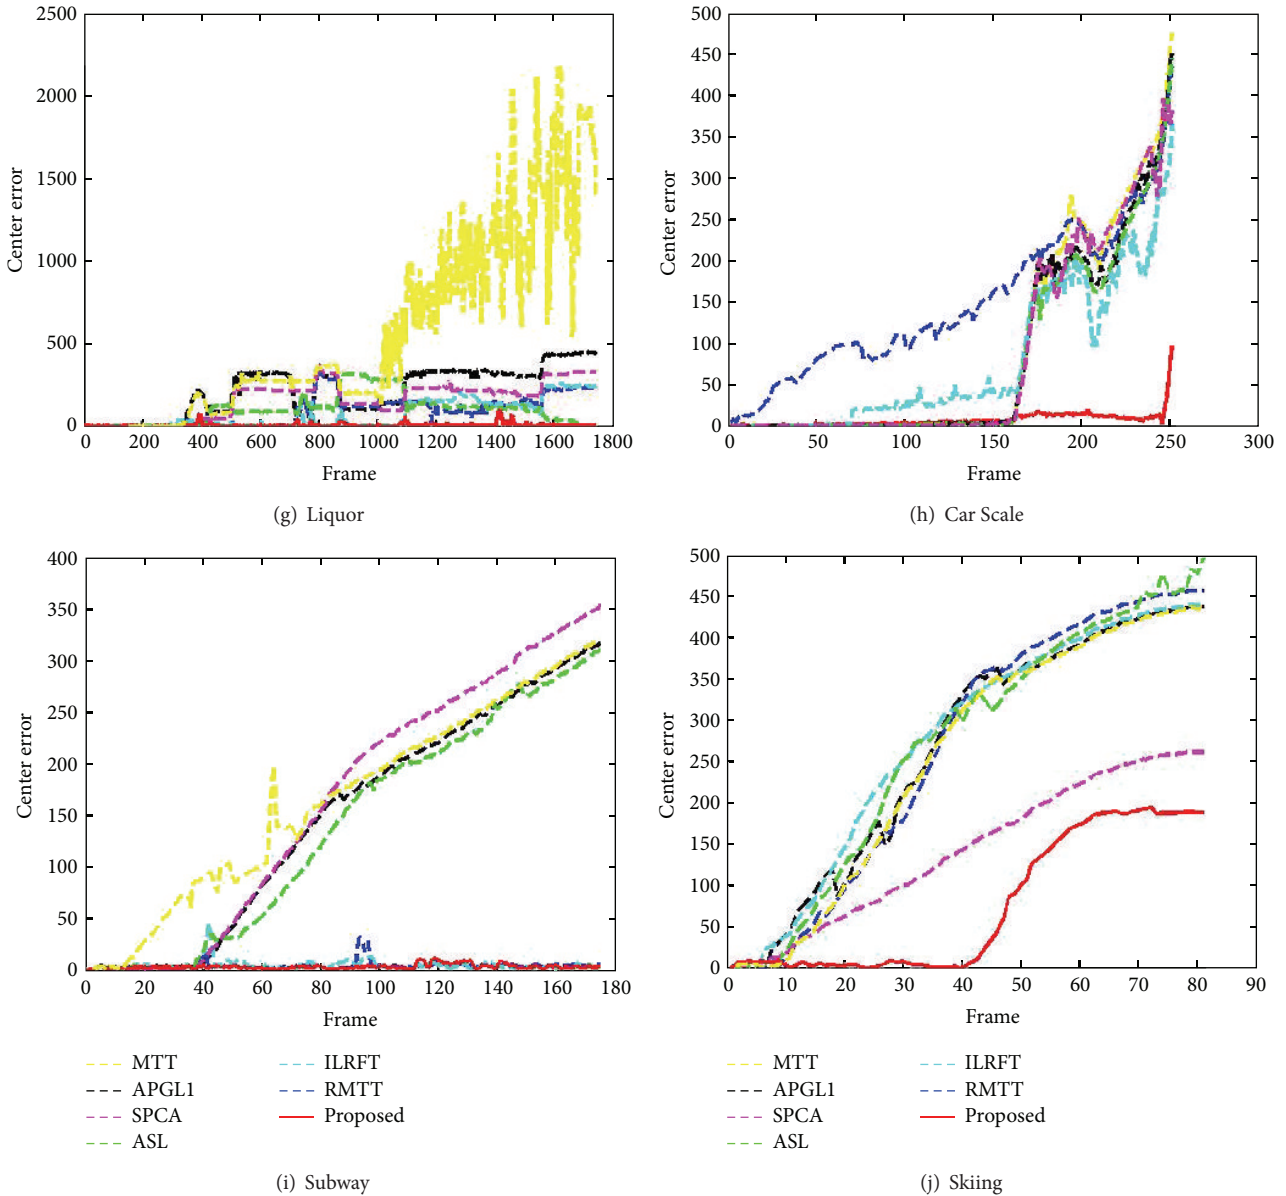 2500
2000
1500
1000
500
0
Center error
0 200 400 600 800 1000 1200 1400 1600 1800
Frame
(g) Liquor
500
450
400
350
300
250
200
150
100
50
0
Center error
0 50 100 150 200 250 300
Frame
(h) Car Scale
400
350
300
250
200
150
100
50
0
Center error
0 20 40 60 80 100 120 140 160 180
Frame
MTT ILRFT
APGL1 RMTT
SPCA Proposed
ASL
(i) Subway
500
450
400
350
300
250
200
150
100
50
0
Center error
0 10 20 30 40 50 60 70 80 90
Frame
MTT ILRFT
APGL1 RMTT
SPCA Proposed
ASL
(j) Skiing